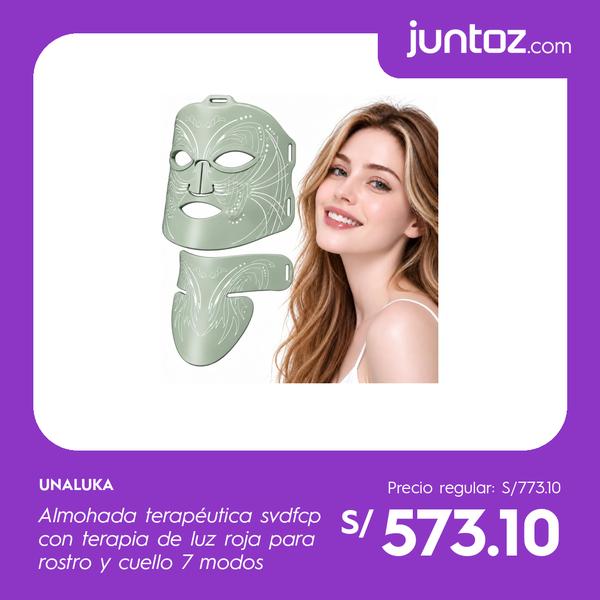 juntoz.com
UNALUKA
Almohada terapéutica svdfcp
con terapia de luz roja para
rostro y cuello 7 modos
Precio regular: S/773.10
S/ 573.10